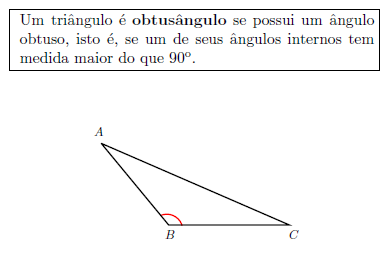 Um triângulo é obtusângulo se possui um ângulo
obtuso, isto é, se um de seus ângulos internos tem
medida maior do que 90º.
A
B
C